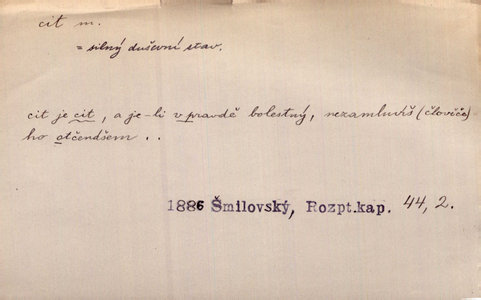 cit m.
= silný duševní stav.
cit je cit, a je-li v pravdě bolestný, nezamluvíš (človíče)
ho otčenášem . .
1886 Šmilovský, Rozpt.kap. 44, 2.